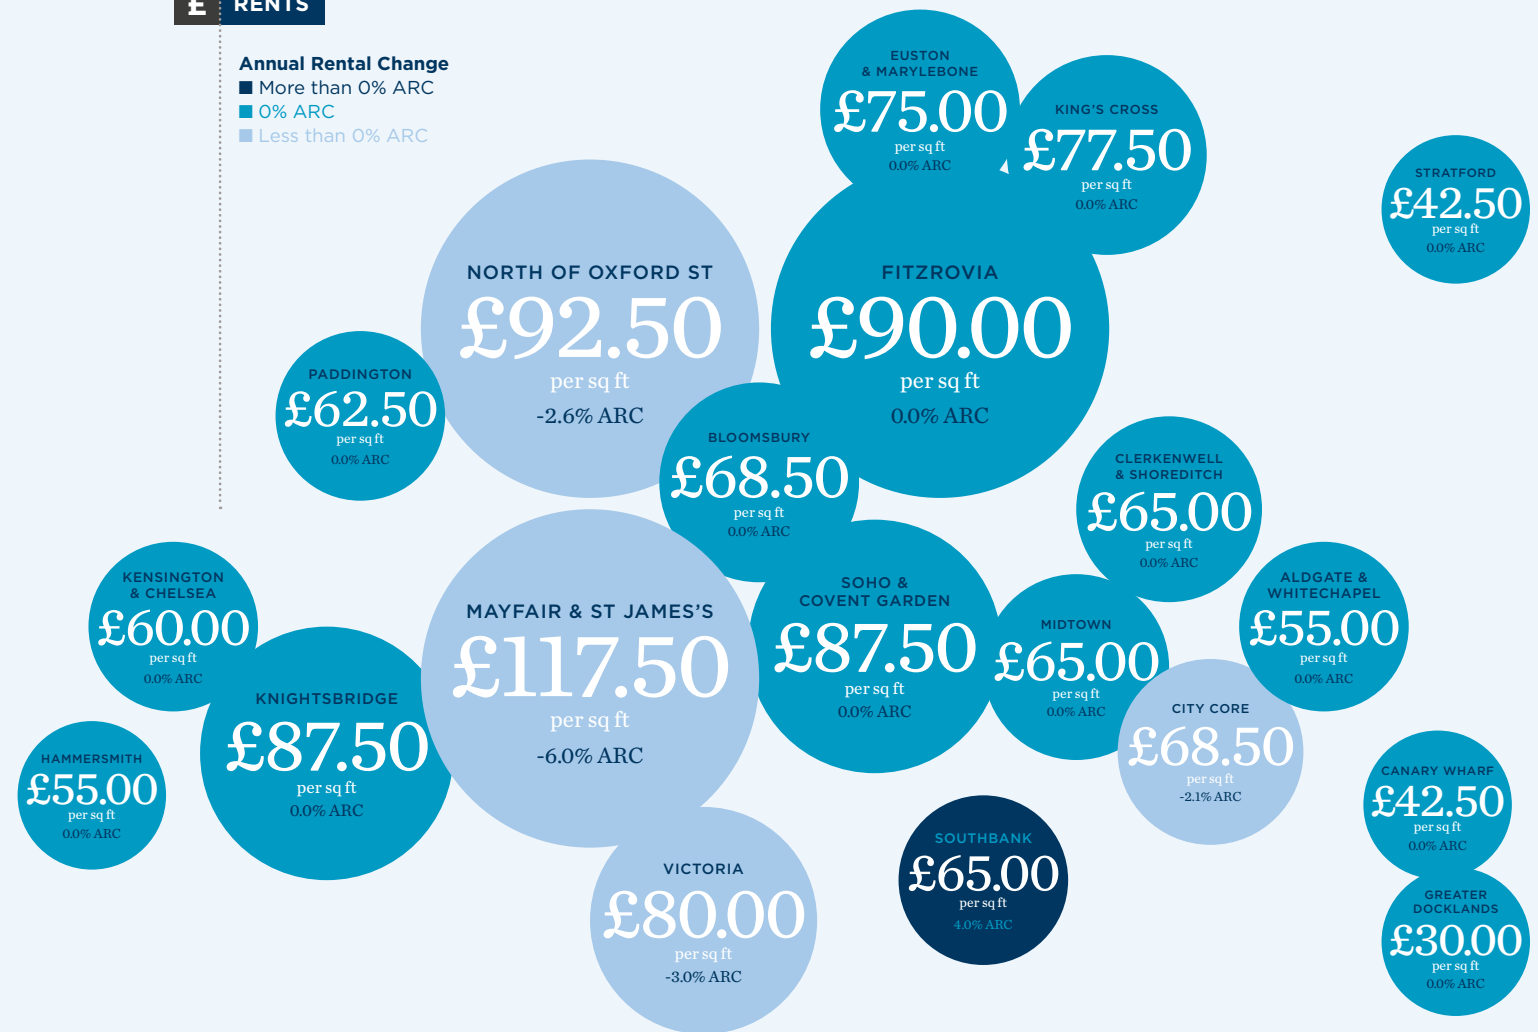 £ RENTS
Annual Rental Change
More than 0% ARC
0% ARC
Less than 0% ARC
EUSTON
& MARYLEBONE
£75.00
per sq ft
0.0% ARC
KING'S CROSS
£77.50
per sq ft
0.0% ARC
STRATFORD
£42.50
per sq ft
0.0% ARC
NORTH OF OXFORD ST
£92.50
per sq ft
-2.6% ARC
FITZROVIA
£90.00
per sq ft
0.0% ARC
PADDINGTON
£62.50
per sq ft
0.0% ARC
BLOOMSBURY
£68.50
per sq ft
0.0% ARC
CLERKENWELL
& SHOREDITCH
£65.00
per sq ft
0.0% ARC
KENSINGTON
& CHELSEA
£60.00
per sq ft
0.0% ARC
MAYFAIR & ST JAMES’S
£117.50
per sq ft
-6.0% ARC
SOHO &
COVENT GARDEN
£87.50
per sq ft
0.0% ARC
MIDTOWN
£65.00
per sq ft
0.0% ARC
ALDGATE &
WHITECHAPEL
£55.00
per sq ft
0.0% ARC
KNIGHTSBRIDGE
£87.50
per sq ft
0.0% ARC
CITY CORE
£68.50
per sq ft
-2.1% ARC
HAMMERSMITH
£55.00
per sq ft
0.0% ARC
CANARY WHARF
£42.50
per sq ft
0.0% ARC
VICTORIA
£80.00
per sq ft
-3.0% ARC
SOUTHBANK
£65.00
per sq ft
4.0% ARC
GREATER
DOCKLANDS
£30.00
per sq ft
0.0% ARC